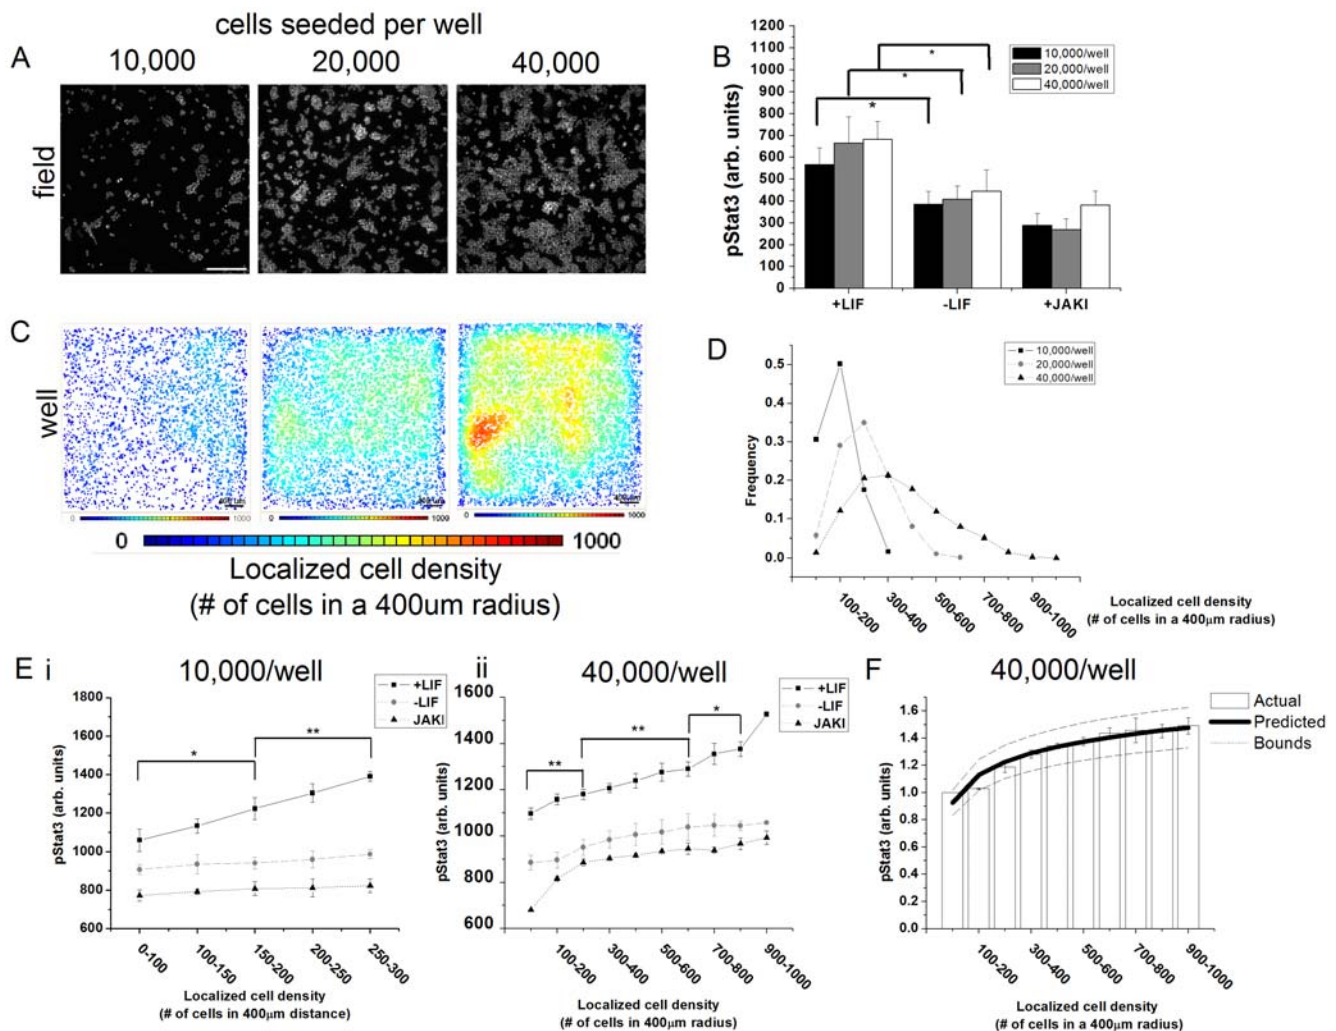 cells seeded per well
A
10,000
20,000
40,000
field
B
pStat3 (arb. units)
1200
1100
1000
900
800
700
600
500
400
300
200
100
0
10,000/well
20,000/well
40,000/well
*
*
*
+LIF
-LIF
+JAKI
C
well
400um
400um
400um
0
1000
0
1000
0
1000
0
1000
Localized cell density
(# of cells in a 400um radius)
D
Frequency
0.5
0.4
0.3
0.2
0.1
0.0
10,000/well
20,000/well
40,000/well
100-200
300-400
500-600
700-800
900-1000
Localized cell density
(# of cells in a 400μm radius)
E i
10,000/well
pStat3 (arb. units)
1800
1600
1400
1200
1000
800
600
+LIF
-LIF
JAKI
*
**
0-100
100-150
150-200
200-250
250-300
Localized cell density
(# of cells in 400μm distance)
ii
40,000/well
pStat3 (arb. units)
1600
1400
1200
1000
800
600
+LIF
-LIF
JAKI
**
**
*
100-200
300-400
500-600
700-800
900-1000
Localized cell density
(# of cells in 400μm radius)
F
40,000/well
pStat3 (arb. units)
1.6
1.4
1.2
1.0
0.8
0.6
0.4
0.2
0.0
Actual
Predicted
Bounds
100-200
300-400
500-600
700-800
900-1000
Localized cell density
(# of cells in a 400μm radius)